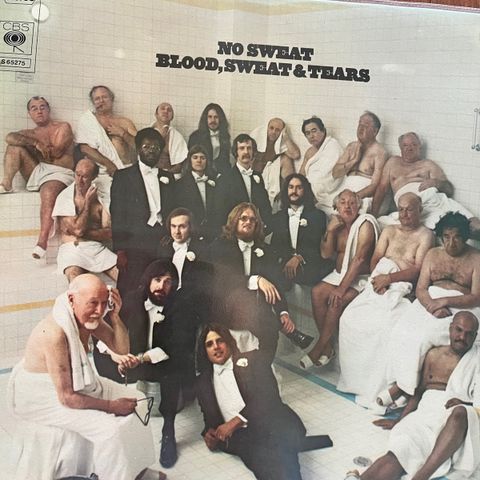 CBS
S 65275
NO SWEAT
BLOOD, SWEAT & TEARS